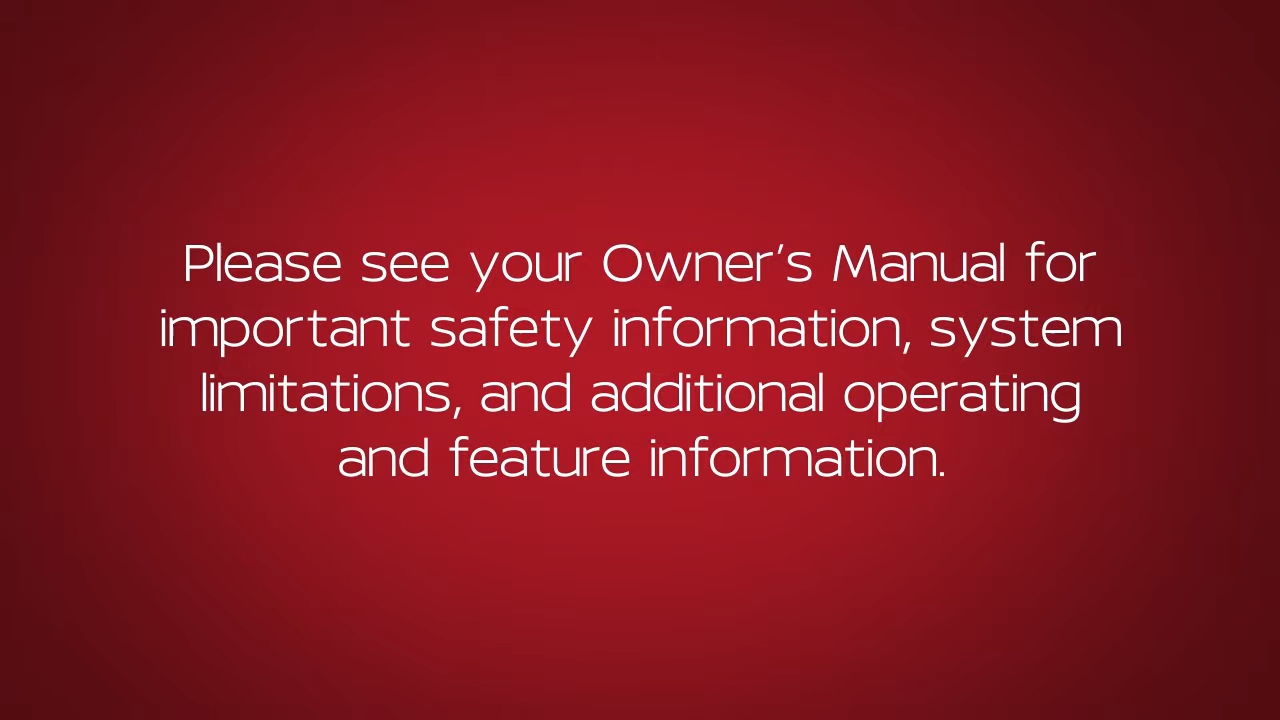 Please see your Owner’s Manual for
important safety information, system
limitations, and additional operating
and feature information.